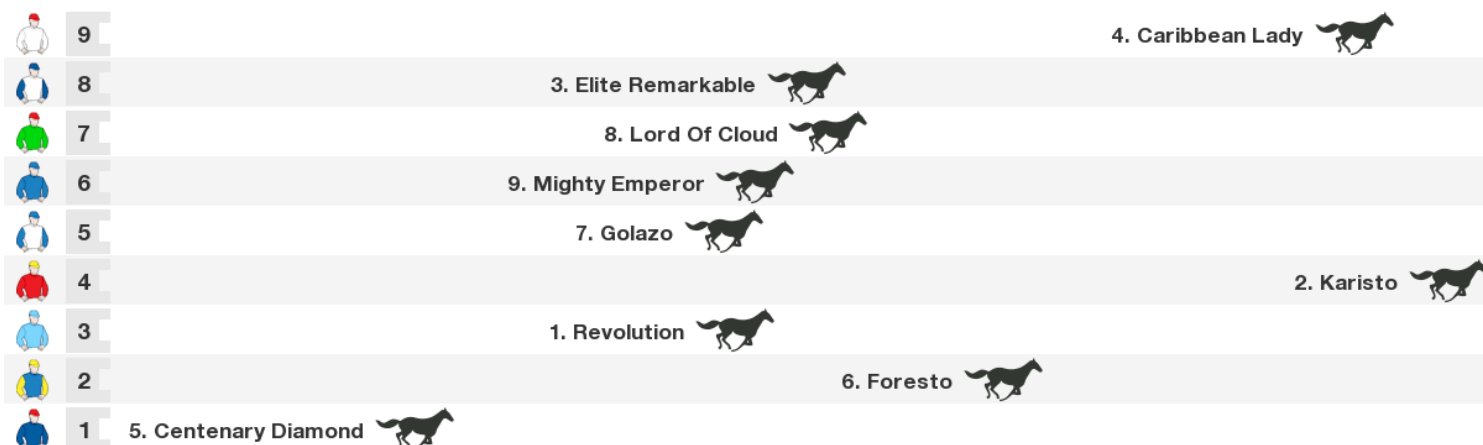 9 4. Caribbean Lady
8 3. Elite Remarkable
7 8. Lord Of Cloud
6 9. Mighty Emperor
5 7. Golazo
4 2. Karisto
3 1. Revolution
2 6. Foresto
1 5. Centenary Diamond